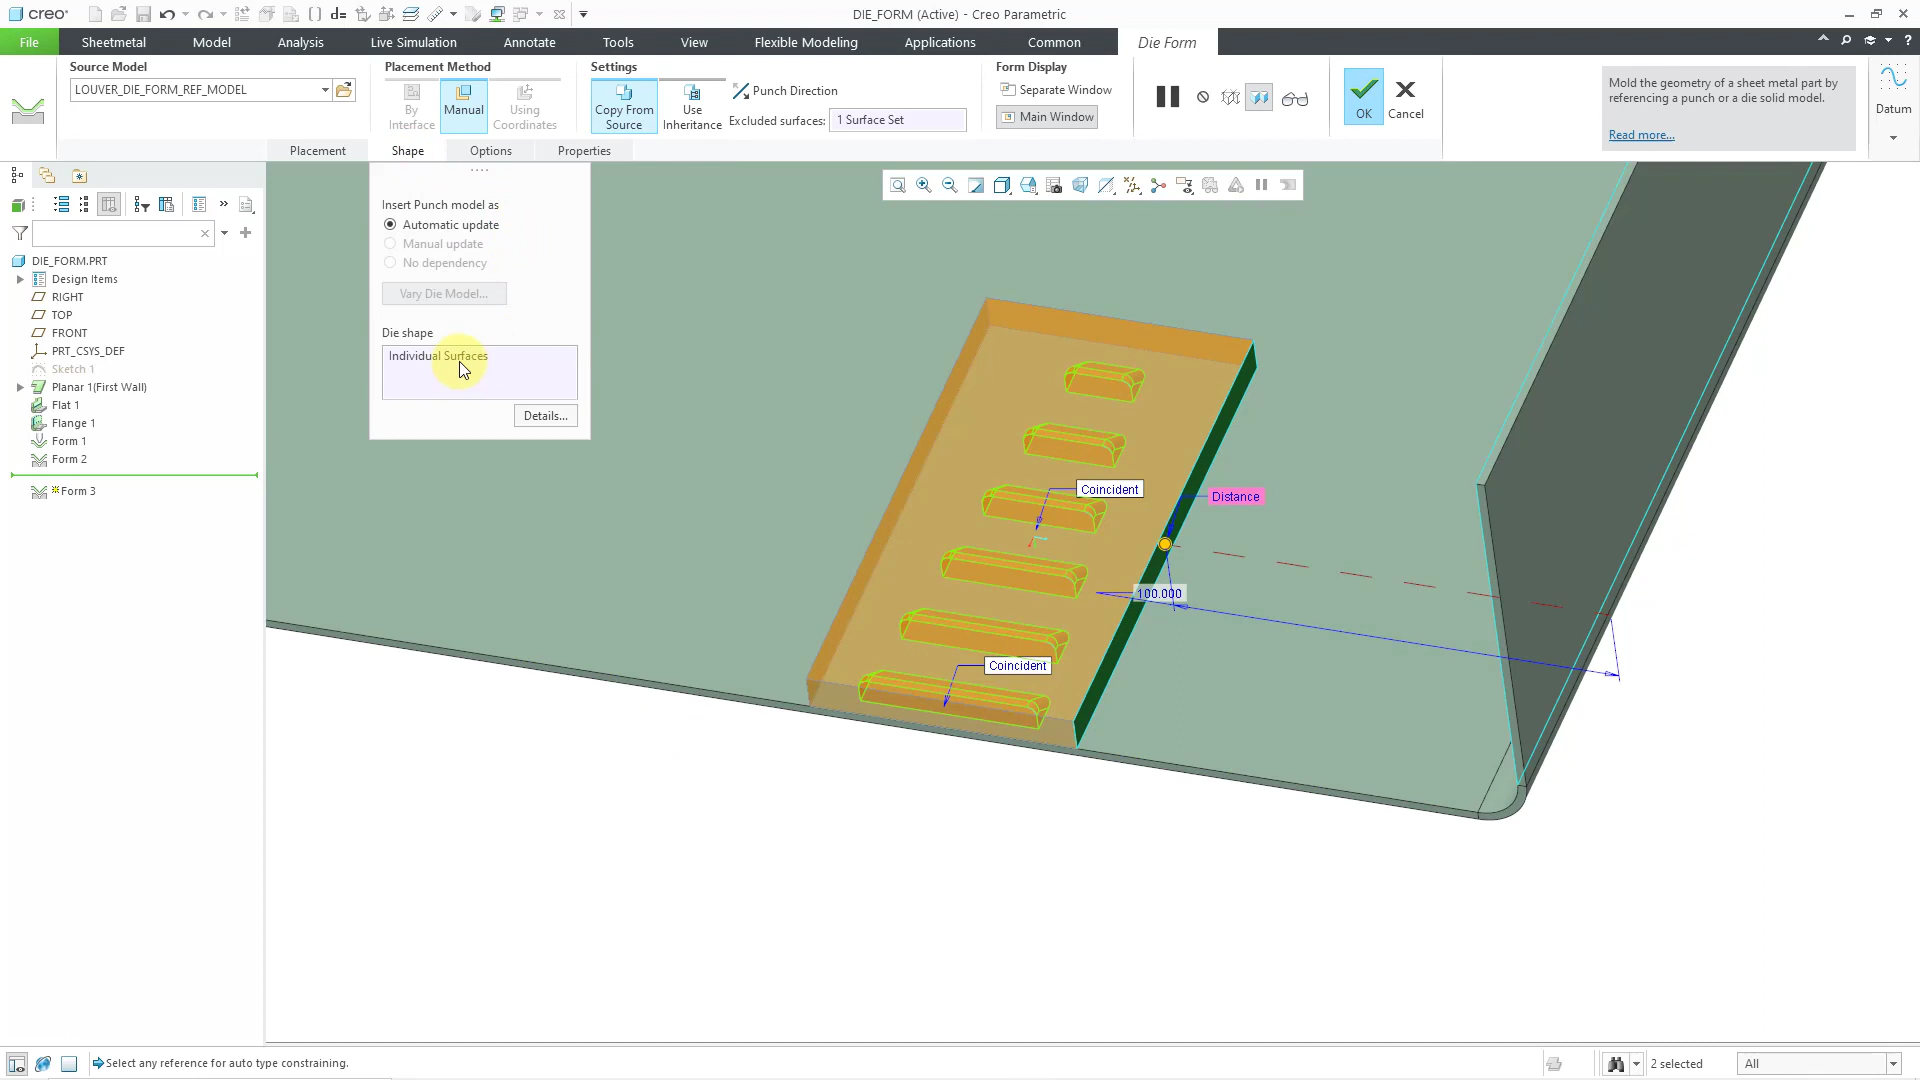 creo
DIE_FORM (Active) - Creo Parametric
File
Sheetmetal
Model
Analysis
Live Simulation
Annotate
Tools
View
Flexible Modeling
Applications
Common
Die Form
Source Model
LOUVER_DIE_FORM_REF_MODEL
Placement Method
By
Interface
Manual
Using
Coordinates
Settings
Copy From
Source
Use
Inheritance
Punch Direction
Excluded surfaces:
1 Surface Set
Form Display
Separate Window
Main Window
OK
Cancel
Mold the geometry of a sheet metal part by
referencing a punch or a die solid model.
Read more...
Datum
Placement
Shape
Options
Properties
Insert Punch model as
Automatic update
Manual update
No dependency
Vary Die Model...
Die shape
Individual Surfaces
Details...
DIE_FORM.PRT
Design Items
RIGHT
TOP
FRONT
PRT_CSYS_DEF
Sketch 1
Planar 1(First Wall)
Flat 1
Flange 1
Form 1
Form 2
Form 3
Coincident
Distance
100.000
Coincident
Select any reference for auto type constraining.
2 selected
All